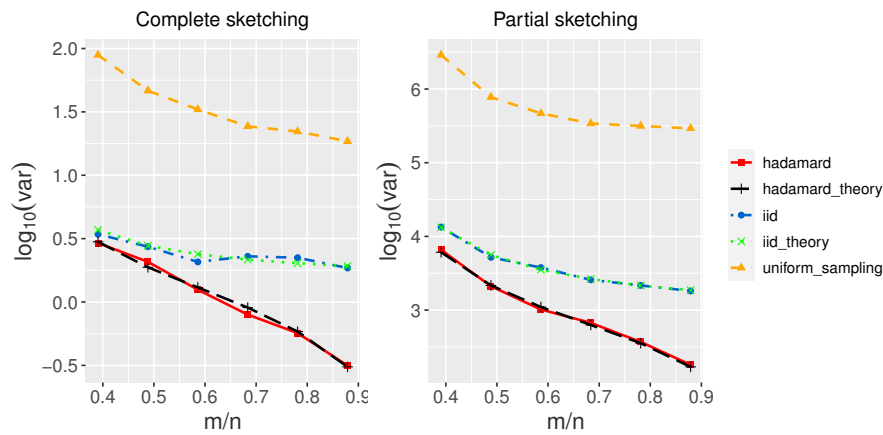 Complete sketching
Partial sketching
log10(var)
2.0
1.5
1.0
0.5
0.0
−0.5
0.4 0.5 0.6 0.7 0.8 0.9
m/n
log10(var)
6
5
4
3
0.4 0.5 0.6 0.7 0.8 0.9
m/n
hadamard
hadamard_theory
iid
iid_theory
uniform_sampling